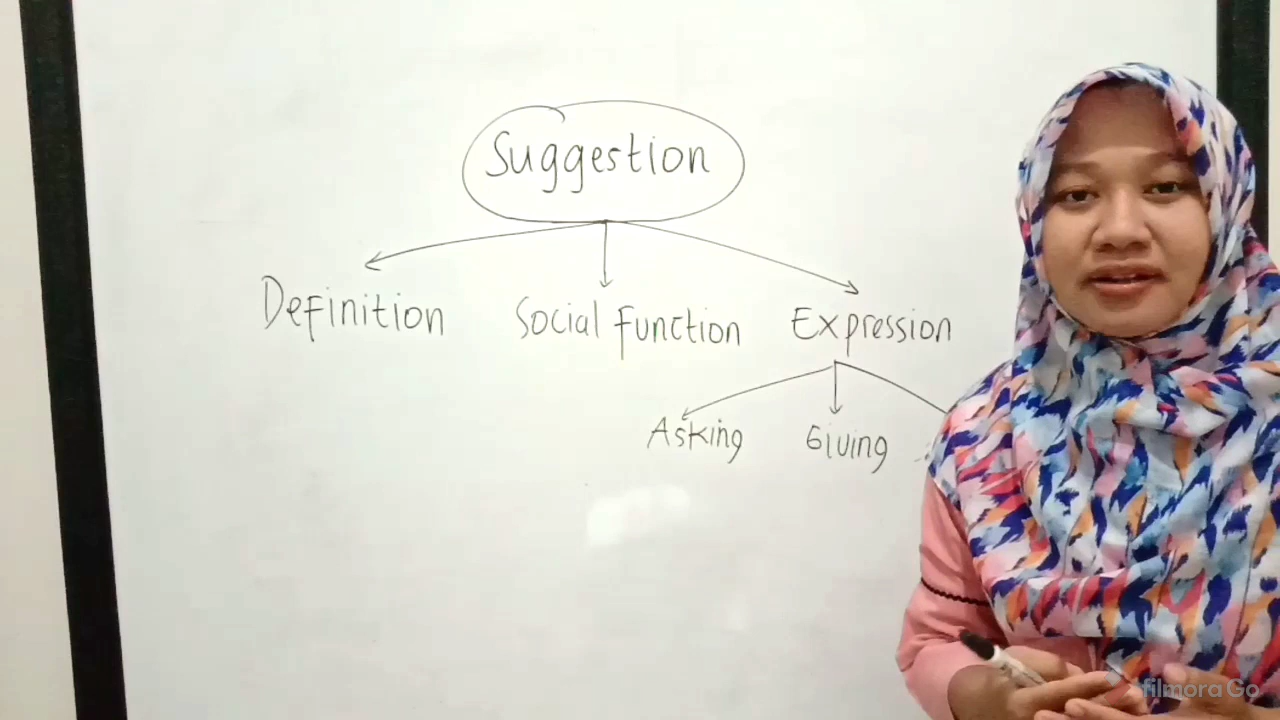 Suggestion
Definition Social Function Expression
Asking Giving
filmora Go